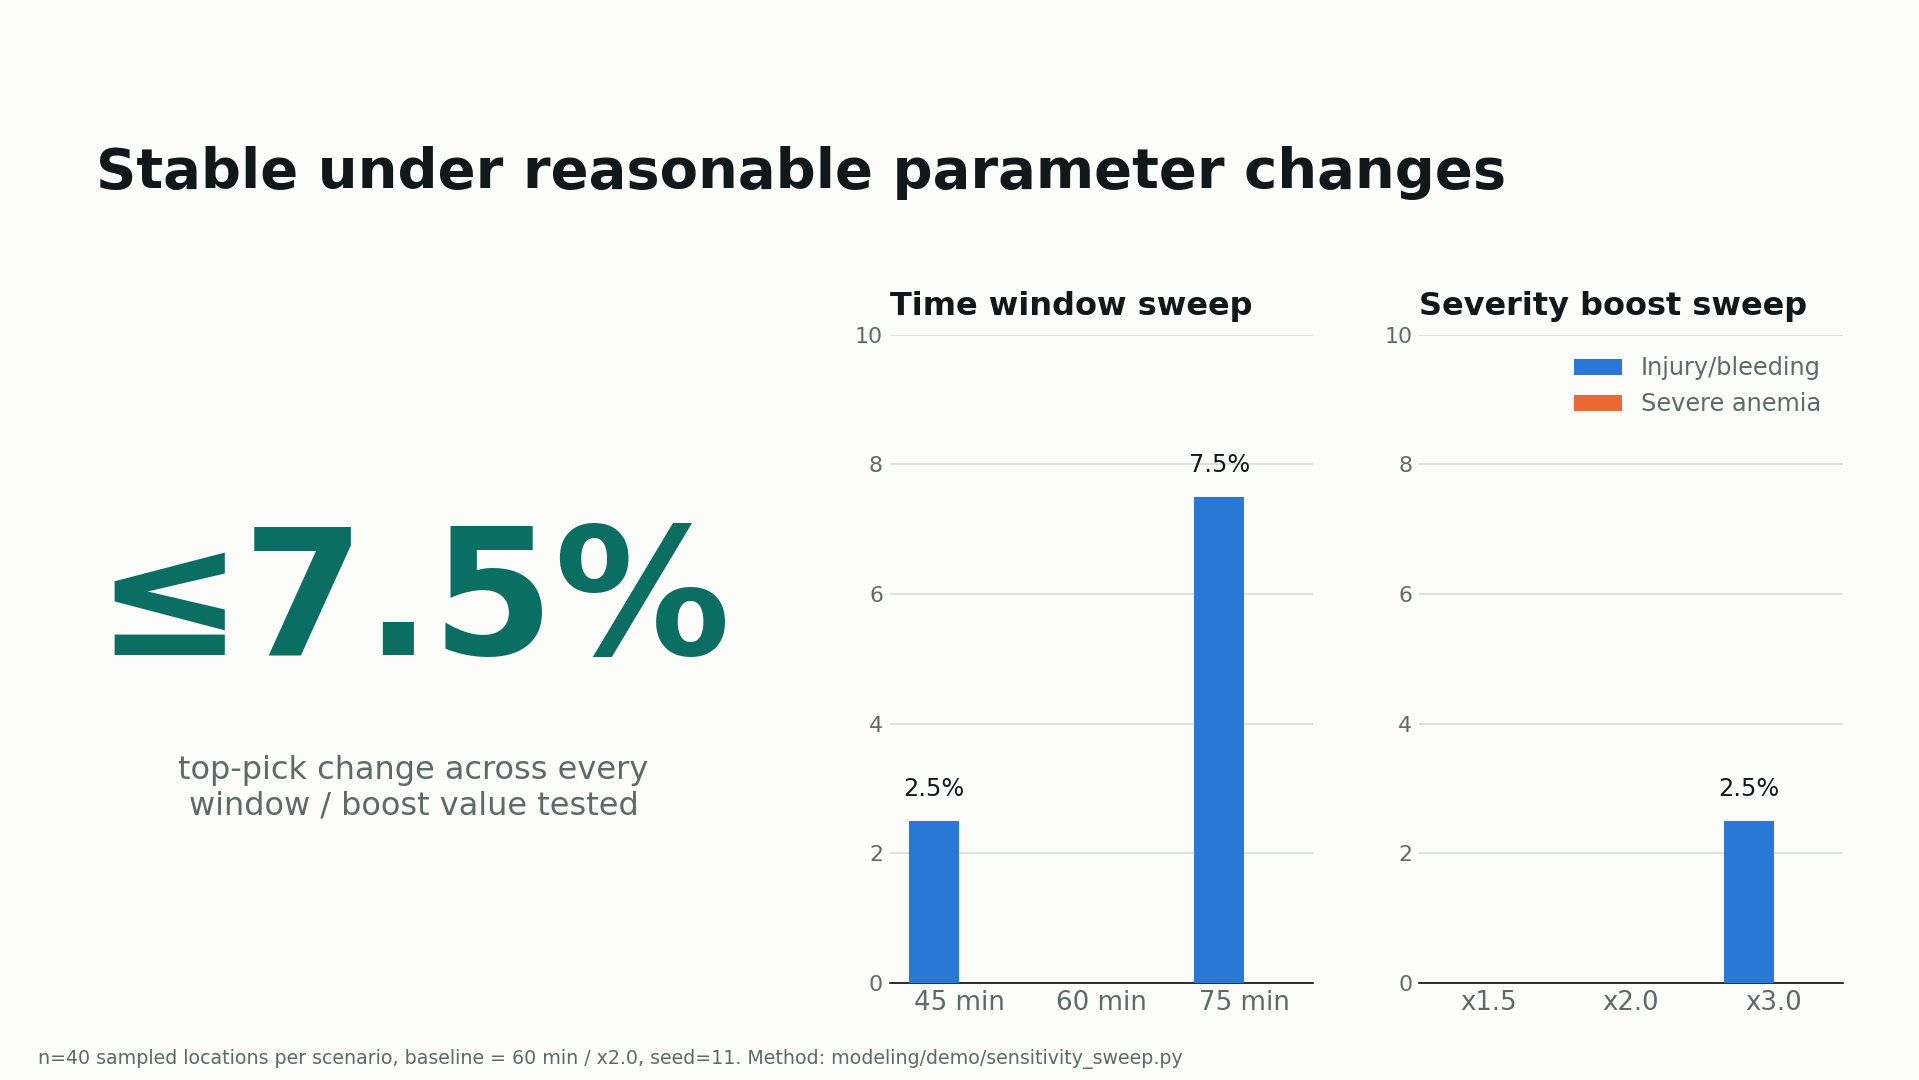 Stable under reasonable parameter changes
≤7.5%
top-pick change across every
window / boost value tested
Time window sweep
10
8
6
4
2
0
2.5%
7.5%
45 min
60 min
75 min
Severity boost sweep
10
8
6
4
2
0
Injury/bleeding
Severe anemia
2.5%
x1.5
x2.0
x3.0
n=40 sampled locations per scenario, baseline = 60 min / x2.0, seed=11. Method: modeling/demo/sensitivity_sweep.py